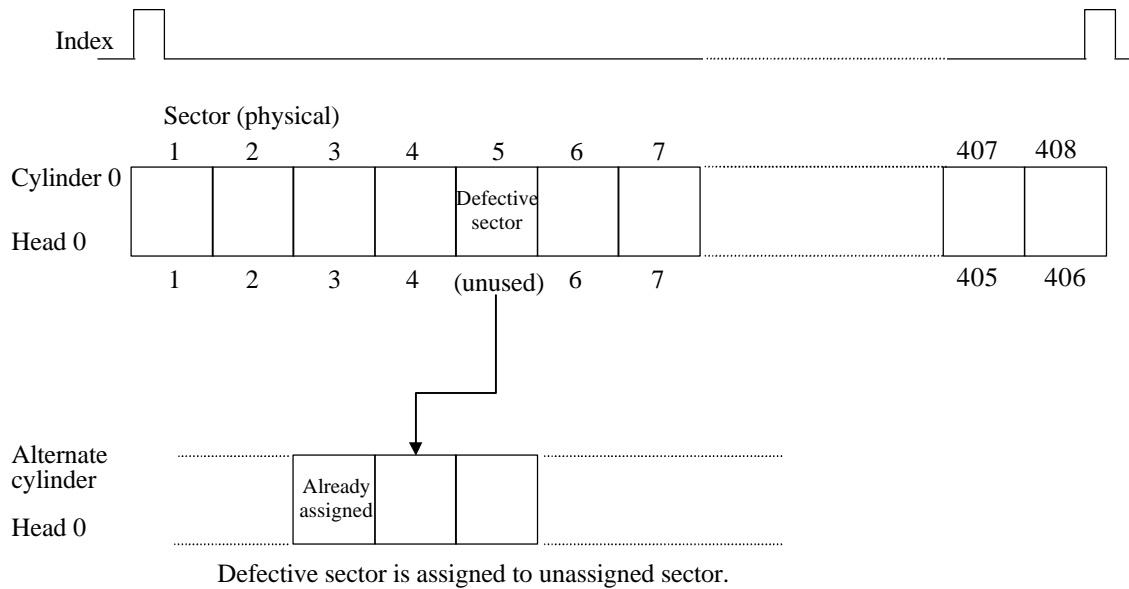 Index
Sector (physical)
1 2 3 4 5 6 7 407 408
Cylinder 0
Defective
sector
Head 0
1 2 3 4 (unused) 6 7 405 406
Alternate
cylinder
Already
assigned
Head 0
Defective sector is assigned to unassigned sector.